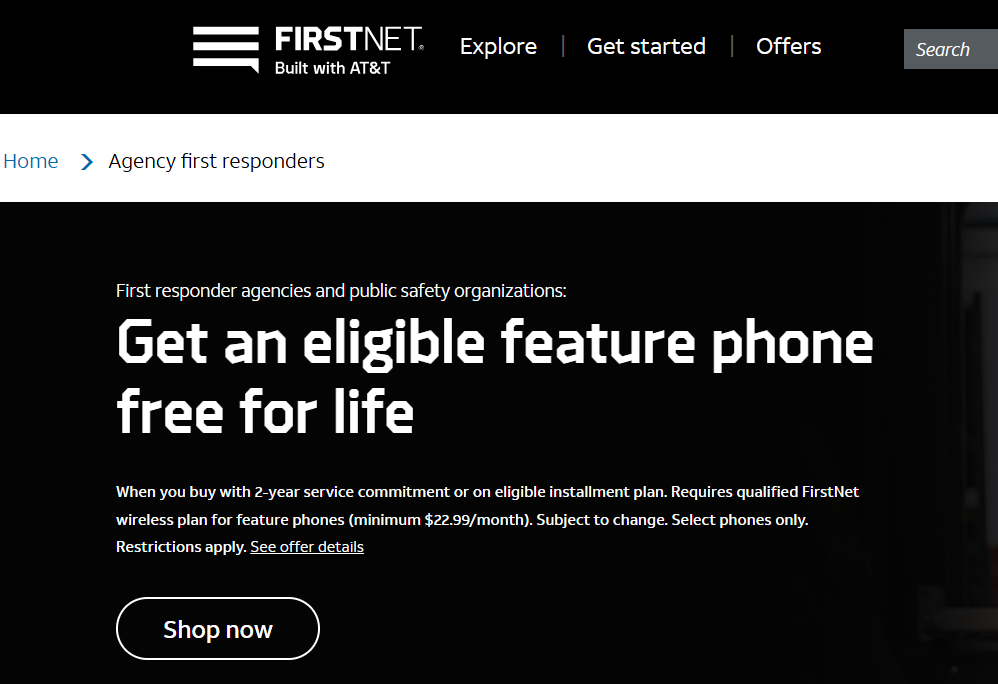 FIRSTNET®
Built with AT&T
Explore | Get started | Offers
Search
Home > Agency first responders
First responder agencies and public safety organizations:
Get an eligible feature phone
free for life
When you buy with 2-year service commitment or on eligible installment plan. Requires qualified FirstNet
wireless plan for feature phones (minimum $22.99/month). Subject to change. Select phones only.
Restrictions apply. See offer details
Shop now